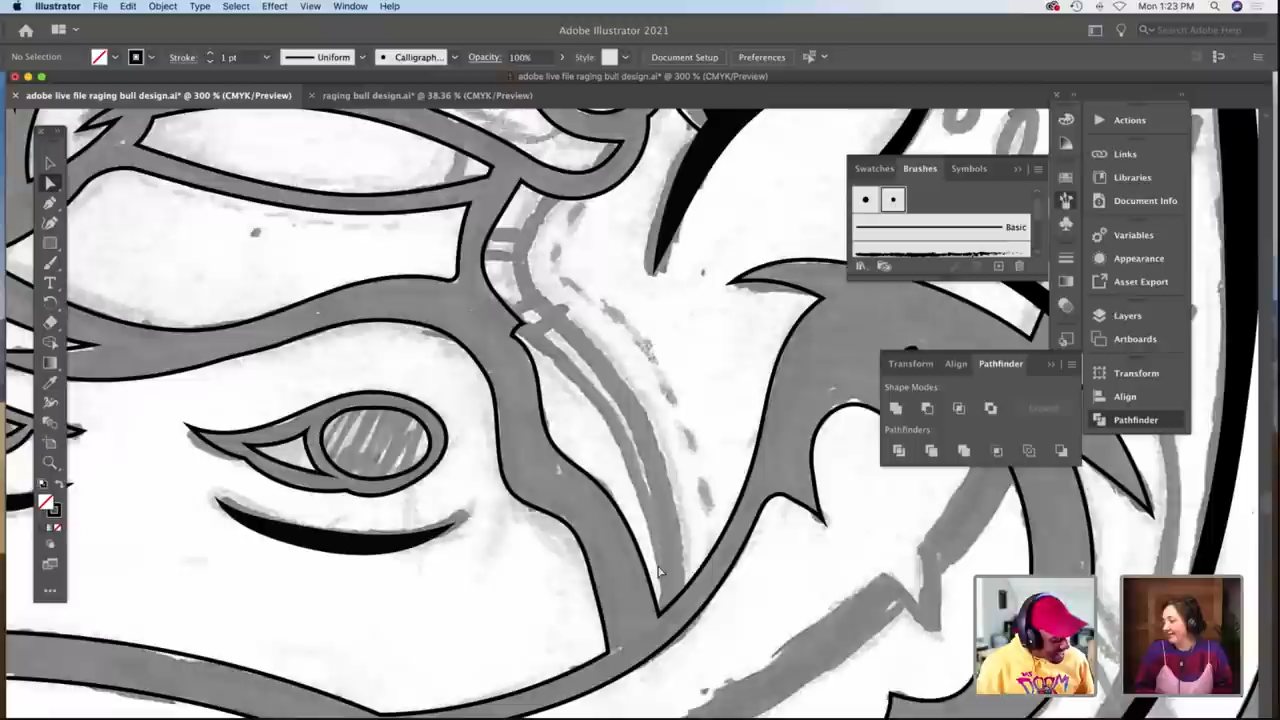 Illustrator File Edit Object Type Select Effect View Window Help Mon 1:23 PM
Adobe Illustrator 2021 Search Adobe Help
No Selection Stroke: 1 pt Uniform Calligraph... Opacity: 100% Style: Document Setup Preferences
adobe live file raging bull design.ai* @ 300 % (CMYK/Preview)
adobe live file raging bull design.ai* @ 300 % (CMYK/Preview) raging bull design.ai* @ 38.36 % (CMYK/Preview)
Actions
Links
Libraries
Document Info
Variables
Appearance
Asset Export
Layers
Artboards
Transform
Align
Pathfinder
Swatches Brushes Symbols
Basic
Transform Align Pathfinder
Shape Modes:
Expand
Pathfinders:
DOOM